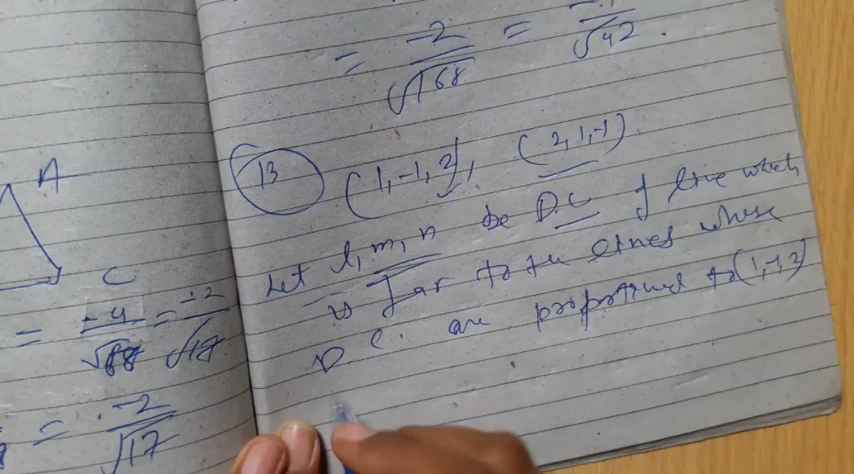 A
C
= -4/√68 = -2/√17
= -2/√17
= -2/√168 = -1/√42
13 (1,-1,2), (2,1,-1)
Let l, m, n be D.C of line which
is far to the lines whose
D C. are proportional to (1,-1,2)